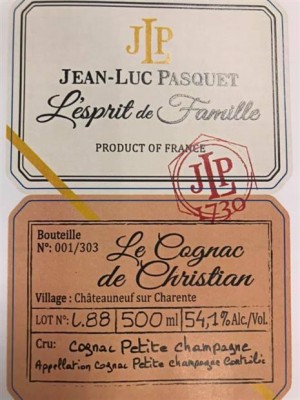 JLP
JEAN-LUC PASQUET
L'esprit de Famille
PRODUCT OF FRANCE
JLP
1730
Bouteille
N°: 001/303
Le Cognac
de Christian
Village : Châteauneuf sur Charente
LOT N°: L.88 500 ml 54,1% Alc./Vol.
Cru: Cognac Petite Champagne
Appellation Cognac Petite champagne Contrôlée